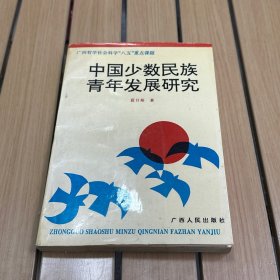 广西哲学社会科学“八五”重点课题
中国少数民族
青年发展研究
著
广西人民出版社
ZHONGGUO SHAOSHU MINZU QINGNIAN FAZHAN YANJIU